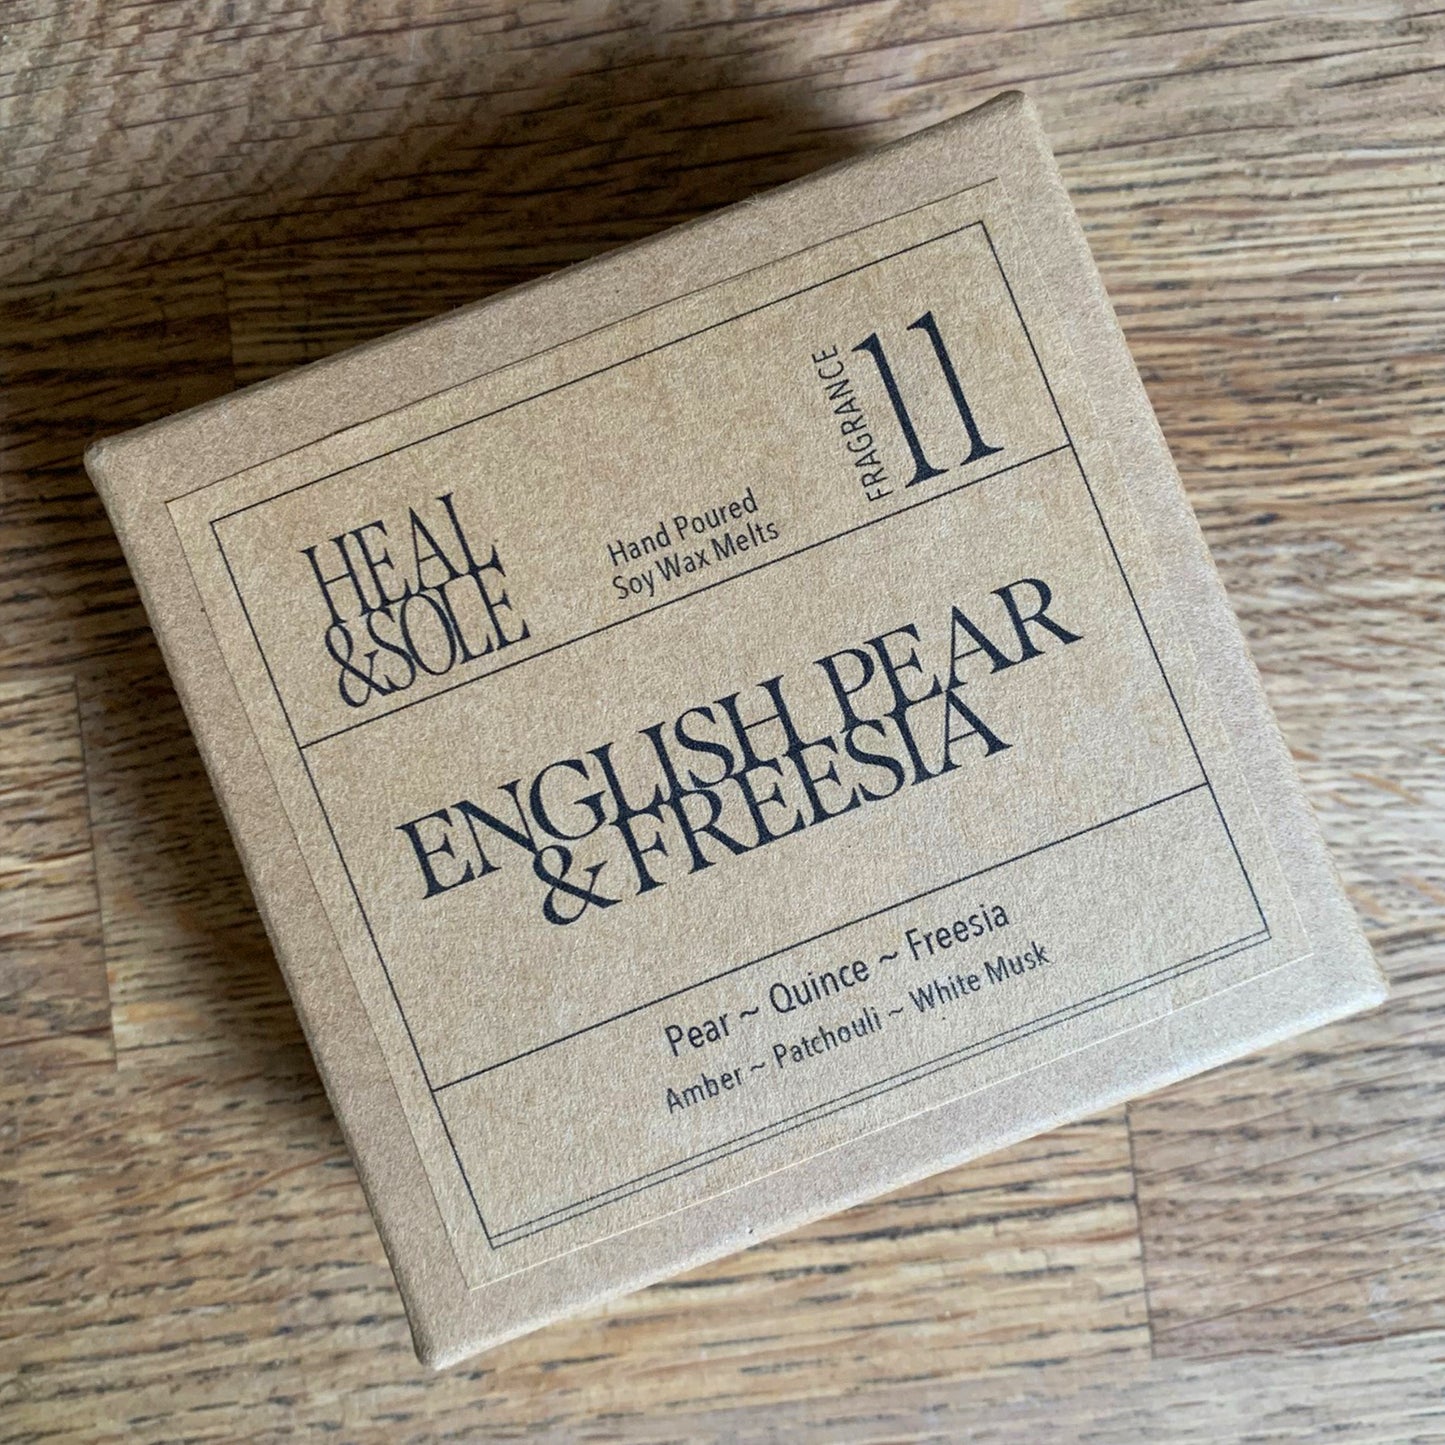 HEAL
&SOLE
Hand Poured
Soy Wax Melts
FRAGRANCE
11
ENGLISH PEAR
& FREESIA
Pear ~ Quince ~ Freesia
Amber ~ Patchouli ~ White Musk